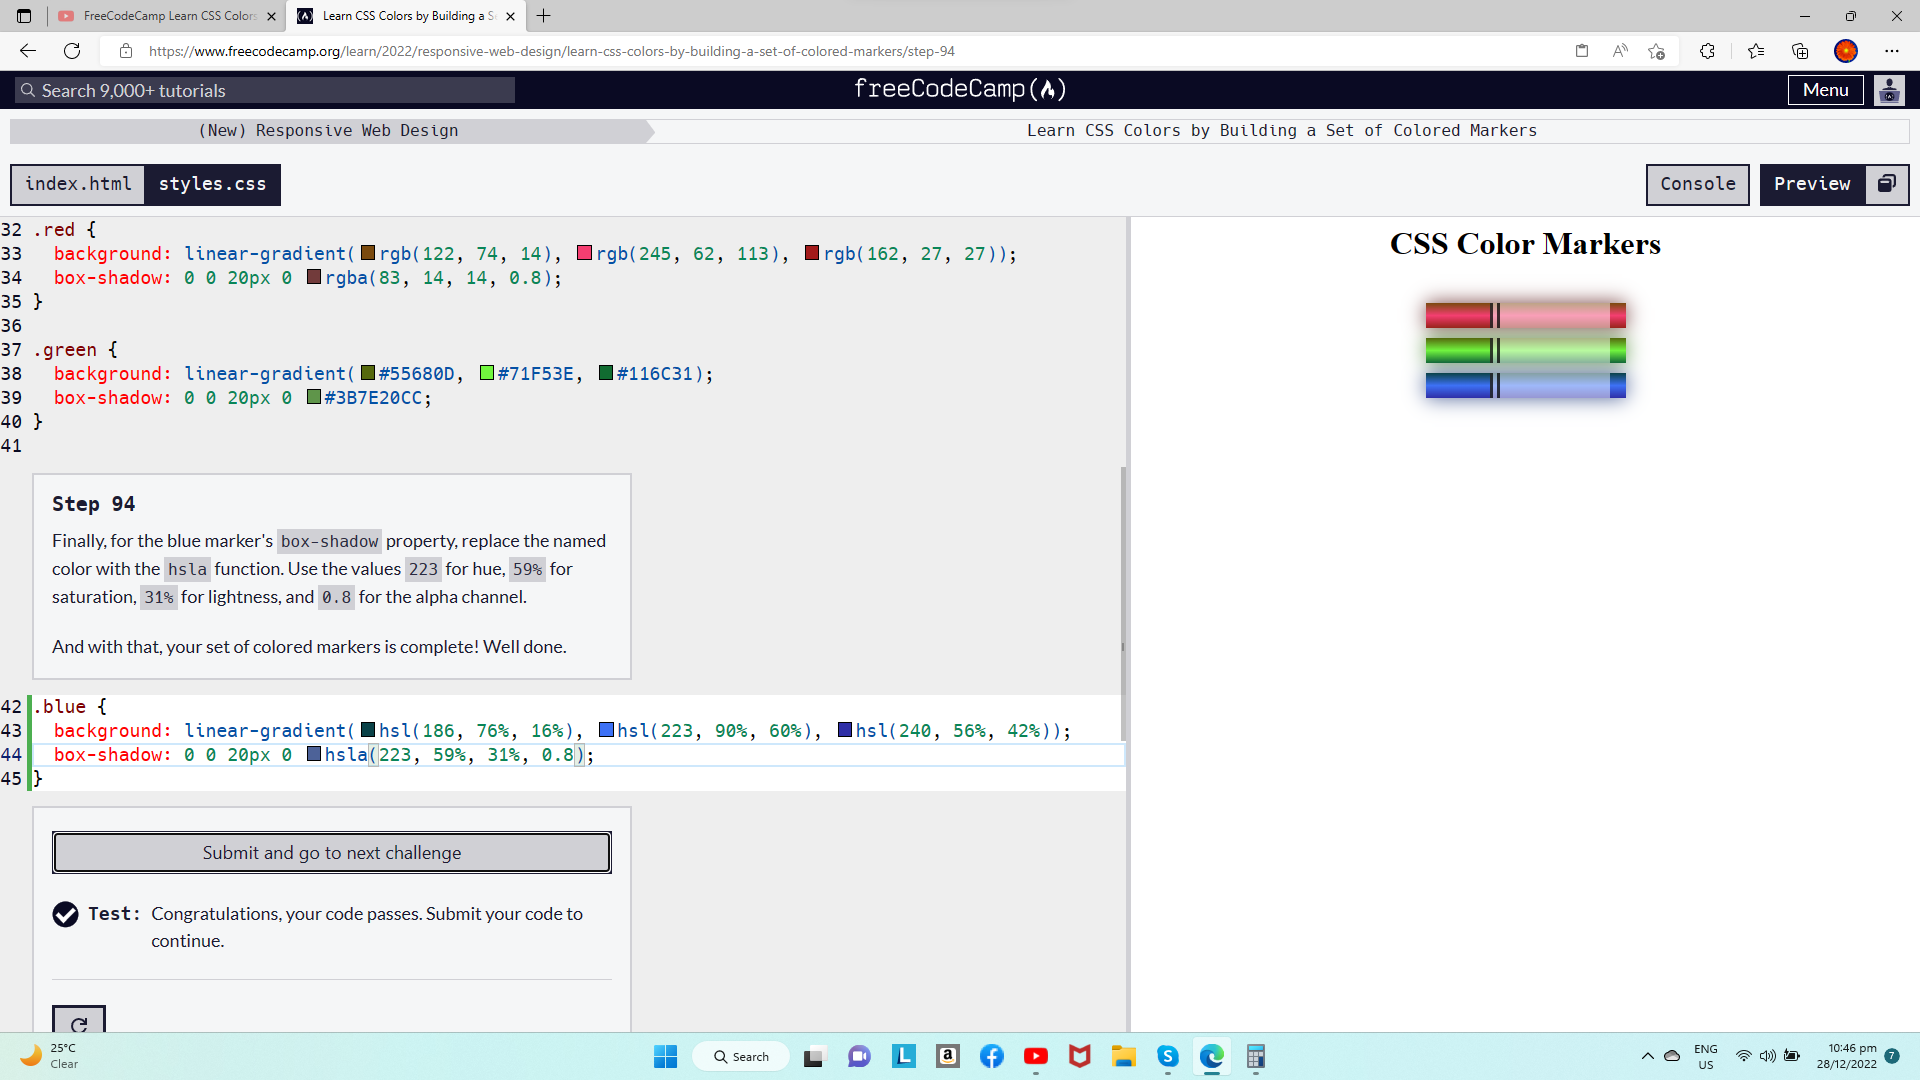 FreeCodeCamp Learn CSS Colors
Learn CSS Colors by Building a Se
https://www.freecodecamp.org/learn/2022/responsive-web-design/learn-css-colors-by-building-a-set-of-colored-markers/step-94
Search 9,000+ tutorials
freeCodeCamp
Menu
(New) Responsive Web Design
Learn CSS Colors by Building a Set of Colored Markers
index.html
styles.css
Console
Preview
32 .red {
33 background: linear-gradient(rgb(122, 74, 14), rgb(245, 62, 113), rgb(162, 27, 27));
34 box-shadow: 0 0 20px 0 rgba(83, 14, 14, 0.8);
35 }
36
37 .green {
38 background: linear-gradient(#55680D, #71F53E, #116C31);
39 box-shadow: 0 0 20px 0 #3B7E20CC;
40 }
41
Step 94
Finally, for the blue marker's box-shadow property, replace the named
color with the hsla function. Use the values 223 for hue, 59% for
saturation, 31% for lightness, and 0.8 for the alpha channel.
And with that, your set of colored markers is complete! Well done.
42 .blue {
43 background: linear-gradient(hsl(186, 76%, 16%), hsl(223, 90%, 60%), hsl(240, 56%, 42%));
44 box-shadow: 0 0 20px 0 hsla(223, 59%, 31%, 0.8);
45 }
Submit and go to next challenge
Test: Congratulations, your code passes. Submit your code to
continue.
CSS Color Markers
25°C
Clear
Search
ENG
US
10:46 pm
28/12/2022
7